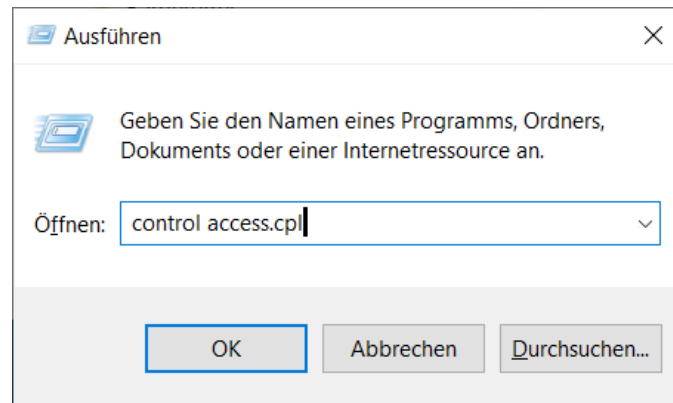 Ausführen
Geben Sie den Namen eines Programms, Ordners,
Dokuments oder einer Internetressource an.
Öffnen: control access.cpl
OK Abbrechen Durchsuchen...